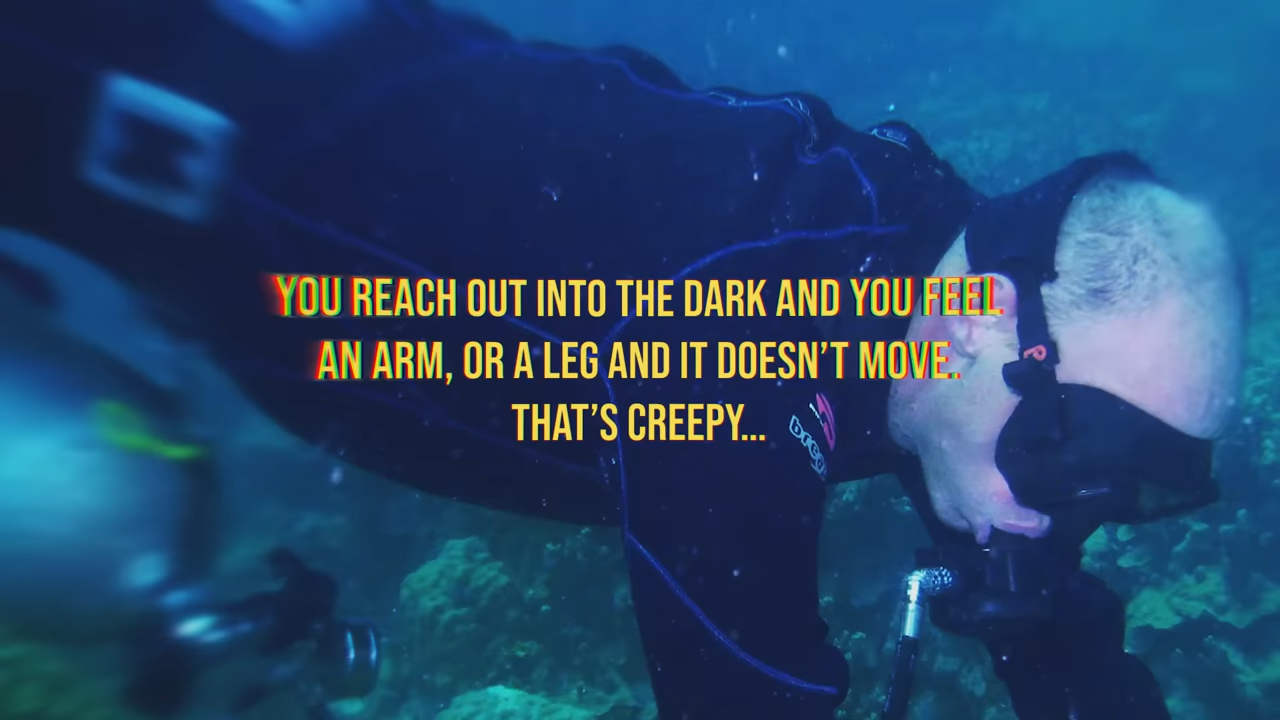 YOU REACH OUT INTO THE DARK AND YOU FEEL
AN ARM, OR A LEG AND IT DOESN’T MOVE.
THAT’S CREEPY...